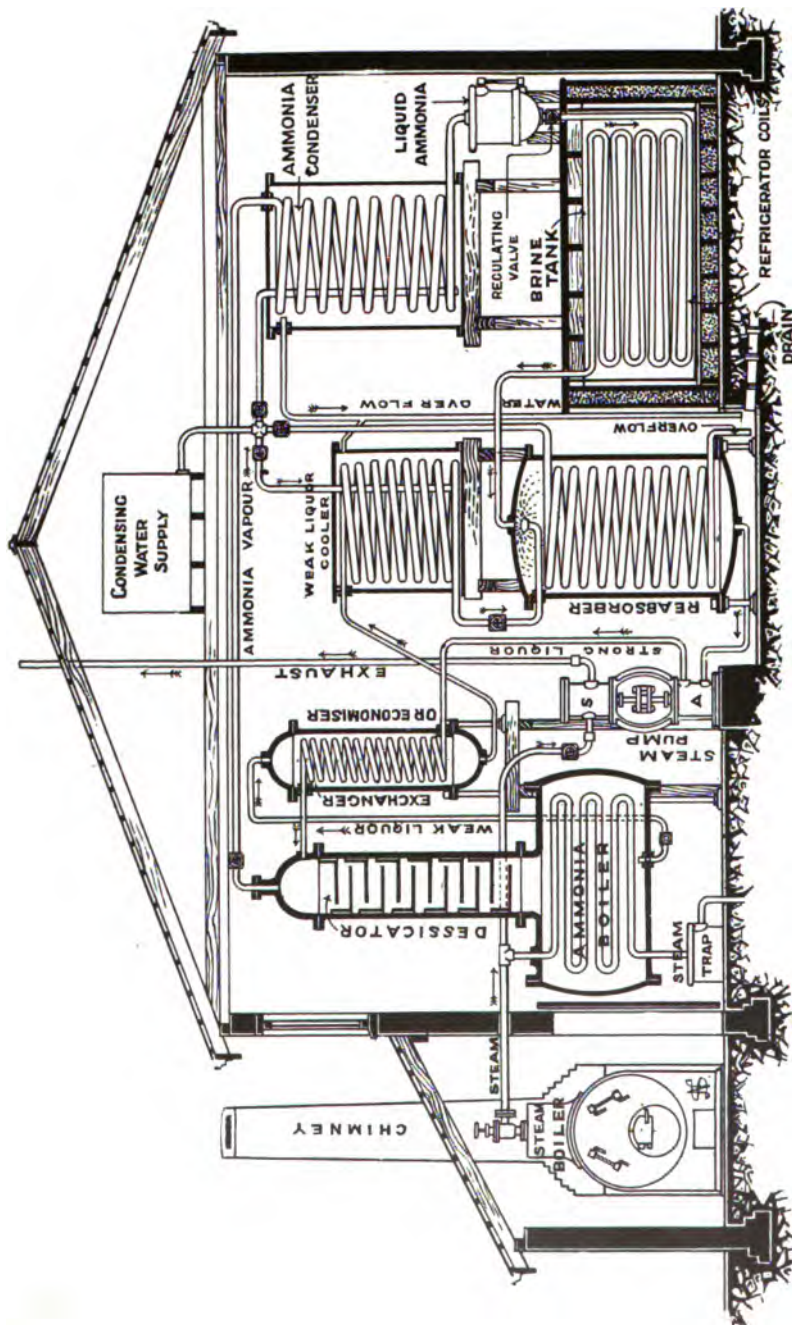 CHIMNEY
STEAM
BOILER
STEAM
DESSICATOR
AMMONIA
BOILER
STEAM
TRAP
WEAK LIQUOR
EXCHANGER
OR ECONOMISER
EXHAUST
STEAM
PUMP
S
A
STRONG LIQUOR
AMMONIA VAPOUR
CONDENSING
WATER
SUPPLY
WEAK LIQUOR
COOLER
REABSORBER
WATER OVERFLOW
OVERFLOW
DRAIN
AMMONIA
CONDENSER
LIQUID
AMMONIA
REGULATING
VALVE
BRINE
TANK
REFRIGERATOR COILS